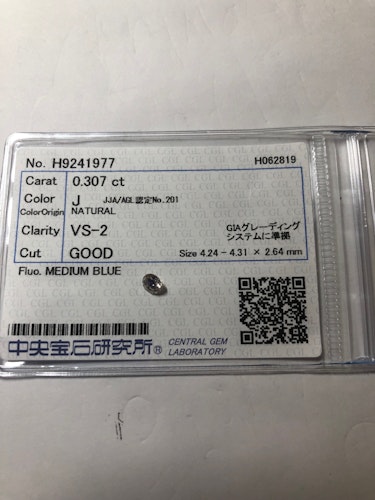 No. H9241977 H062819
Carat 0.307 ct
Color J JJA/AGL認定No.201
ColorOrigin NATURAL
Clarity VS-2 GIAグレーディング
システムに準拠
Cut GOOD Size 4.24 - 4.31 × 2.64 mm
Fluo. MEDIUM BLUE
中央宝石研究所® CENTRAL GEM
LABORATORY